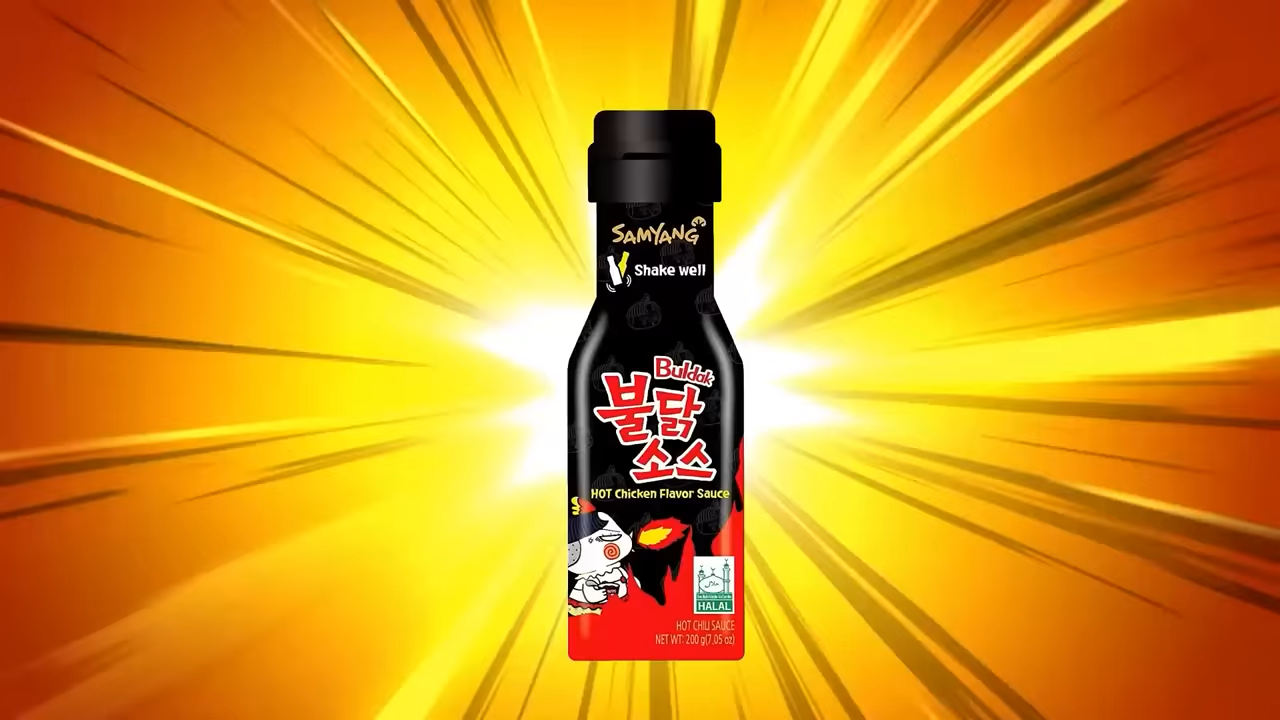 SAMYANG
Shake well
Buldak
불닭
소스
HOT Chicken Flavor Sauce
حلال
HALAL
HOT CHILI SAUCE
NET WT: 200 g(7.05 oz)